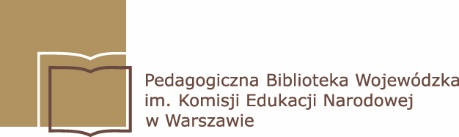 Pedagogiczna Biblioteka Wojewódzka
im. Komisji Edukacji Narodowej
w Warszawie